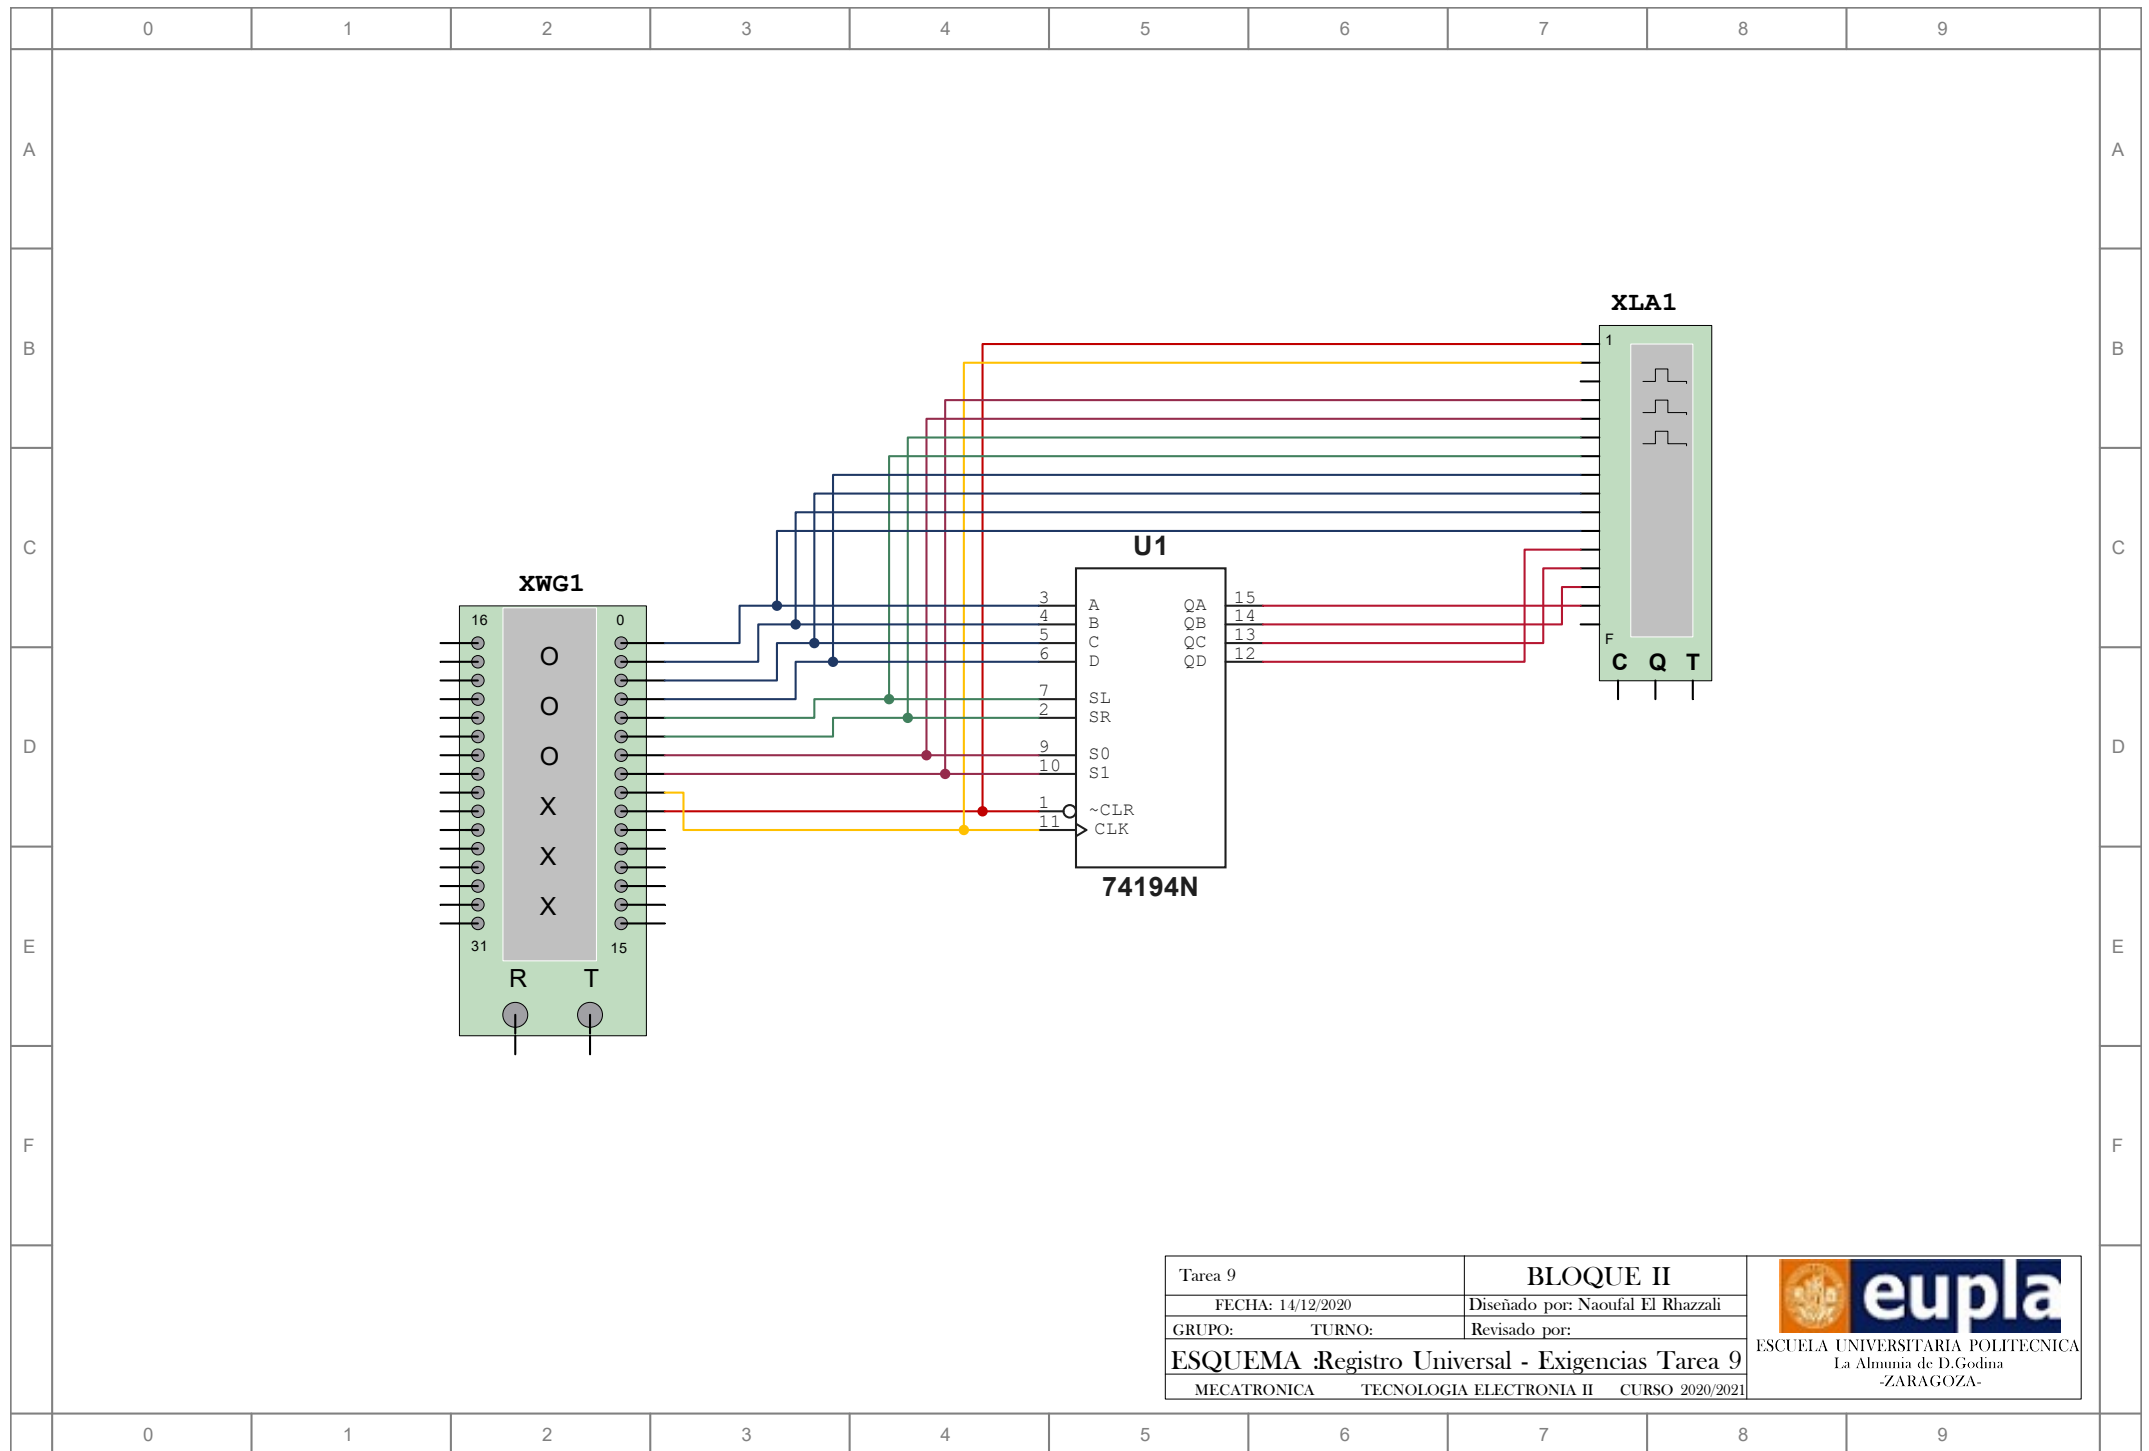 0 1 2 3 4 5 6 7 8 9
A A
B B
C C
D D
E E
F F
XLA1
1
F
C Q T
U1
3 A QA 15
4 B QB 14
5 C QC 13
6 D QD 12
7 SL
2 SR
9 S0
10 S1
1 ~CLR
11 CLK
74194N
XWG1
16 0
O
O
O
X
X
X
31 15
R T
Tarea 9
BLOQUE II
FECHA: 14/12/2020
Diseñado por: Naoufal El Rhazzali
GRUPO: TURNO:
Revisado por:
ESQUEMA :Registro Universal - Exigencias Tarea 9
MECATRONICA TECNOLOGIA ELECTRONIA II CURSO 2020/2021
eupla
ESCUELA UNIVERSITARIA POLITECNICA
La Almunia de D.Godina
-ZARAGOZA-
0 1 2 3 4 5 6 7 8 9